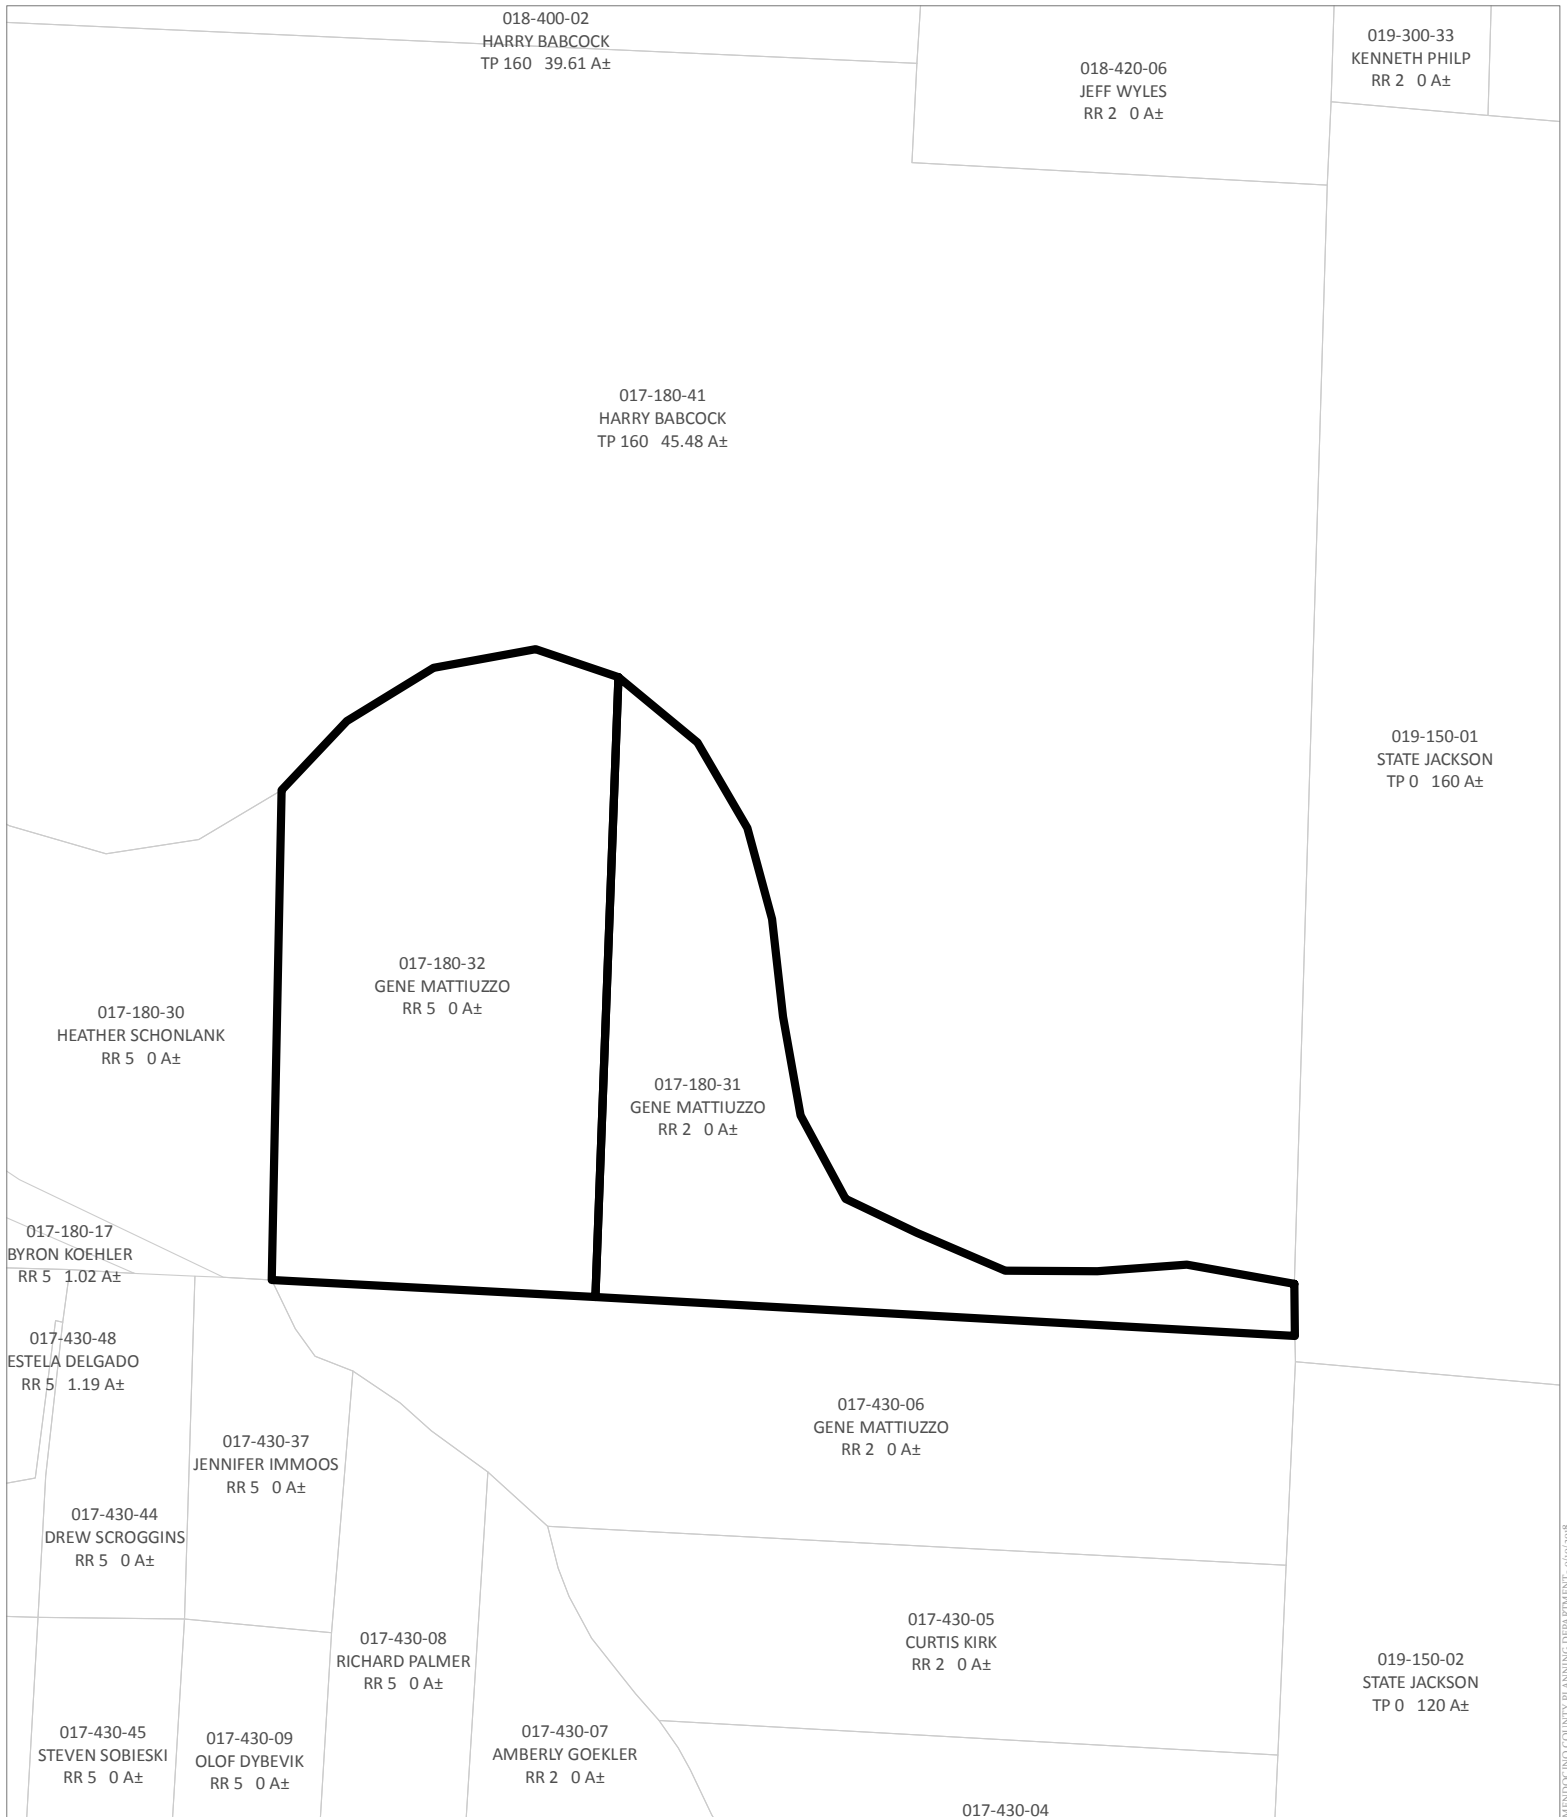 018-400-02
HARRY BABCOCK
TP 160 39.61 A±
018-420-06
JEFF WYLES
RR 2 0 A±
019-300-33
KENNETH PHILP
RR 2 0 A±
017-180-41
HARRY BABCOCK
TP 160 45.48 A±
019-150-01
STATE JACKSON
TP 0 160 A±
017-180-32
GENE MATTIUZZO
RR 5 0 A±
017-180-30
HEATHER SCHONLANK
RR 5 0 A±
017-180-31
GENE MATTIUZZO
RR 2 0 A±
017-180-17
BYRON KOEHLER
RR 5 1.02 A±
017-430-48
ESTELA DELGADO
RR 5 1.19 A±
017-430-06
GENE MATTIUZZO
RR 2 0 A±
017-430-37
JENNIFER IMMOOS
RR 5 0 A±
017-430-44
DREW SCROGGINS
RR 5 0 A±
017-430-05
CURTIS KIRK
RR 2 0 A±
017-430-08
RICHARD PALMER
RR 5 0 A±
019-150-02
STATE JACKSON
TP 0 120 A±
017-430-45
STEVEN SOBIESKI
RR 5 0 A±
017-430-09
OLOF DYBEVIK
RR 5 0 A±
017-430-07
AMBERLY GOEKLER
RR 2 0 A±
017-430-04
MENDOCINO COUNTY PLANNING DEPARTMENT